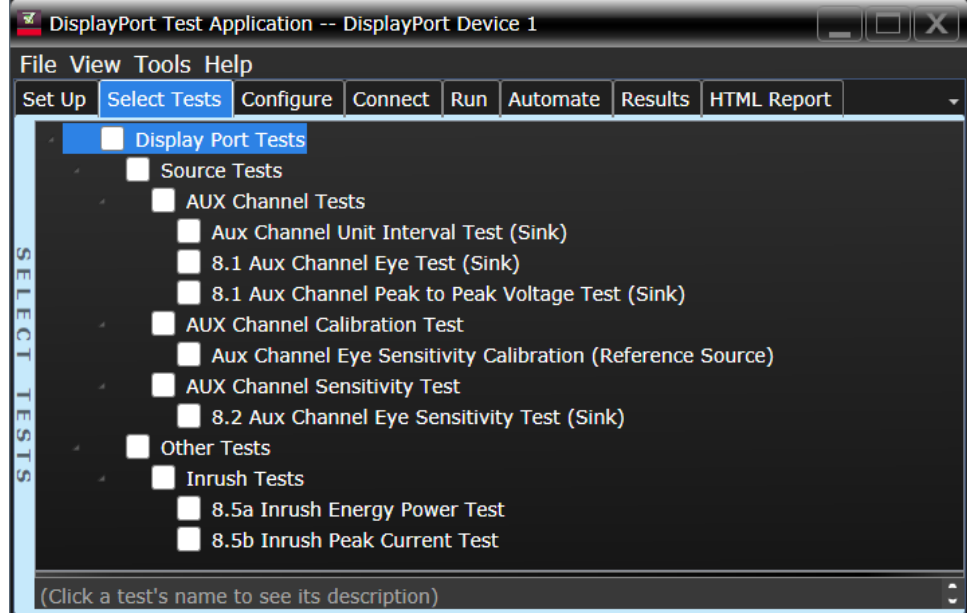 DisplayPort Test Application -- DisplayPort Device 1
File View Tools Help
Set Up Select Tests Configure Connect Run Automate Results HTML Report
SELECT TESTS
Display Port Tests
Source Tests
AUX Channel Tests
Aux Channel Unit Interval Test (Sink)
8.1 Aux Channel Eye Test (Sink)
8.1 Aux Channel Peak to Peak Voltage Test (Sink)
AUX Channel Calibration Test
Aux Channel Eye Sensitivity Calibration (Reference Source)
AUX Channel Sensitivity Test
8.2 Aux Channel Eye Sensitivity Test (Sink)
Other Tests
Inrush Tests
8.5a Inrush Energy Power Test
8.5b Inrush Peak Current Test
(Click a test's name to see its description)